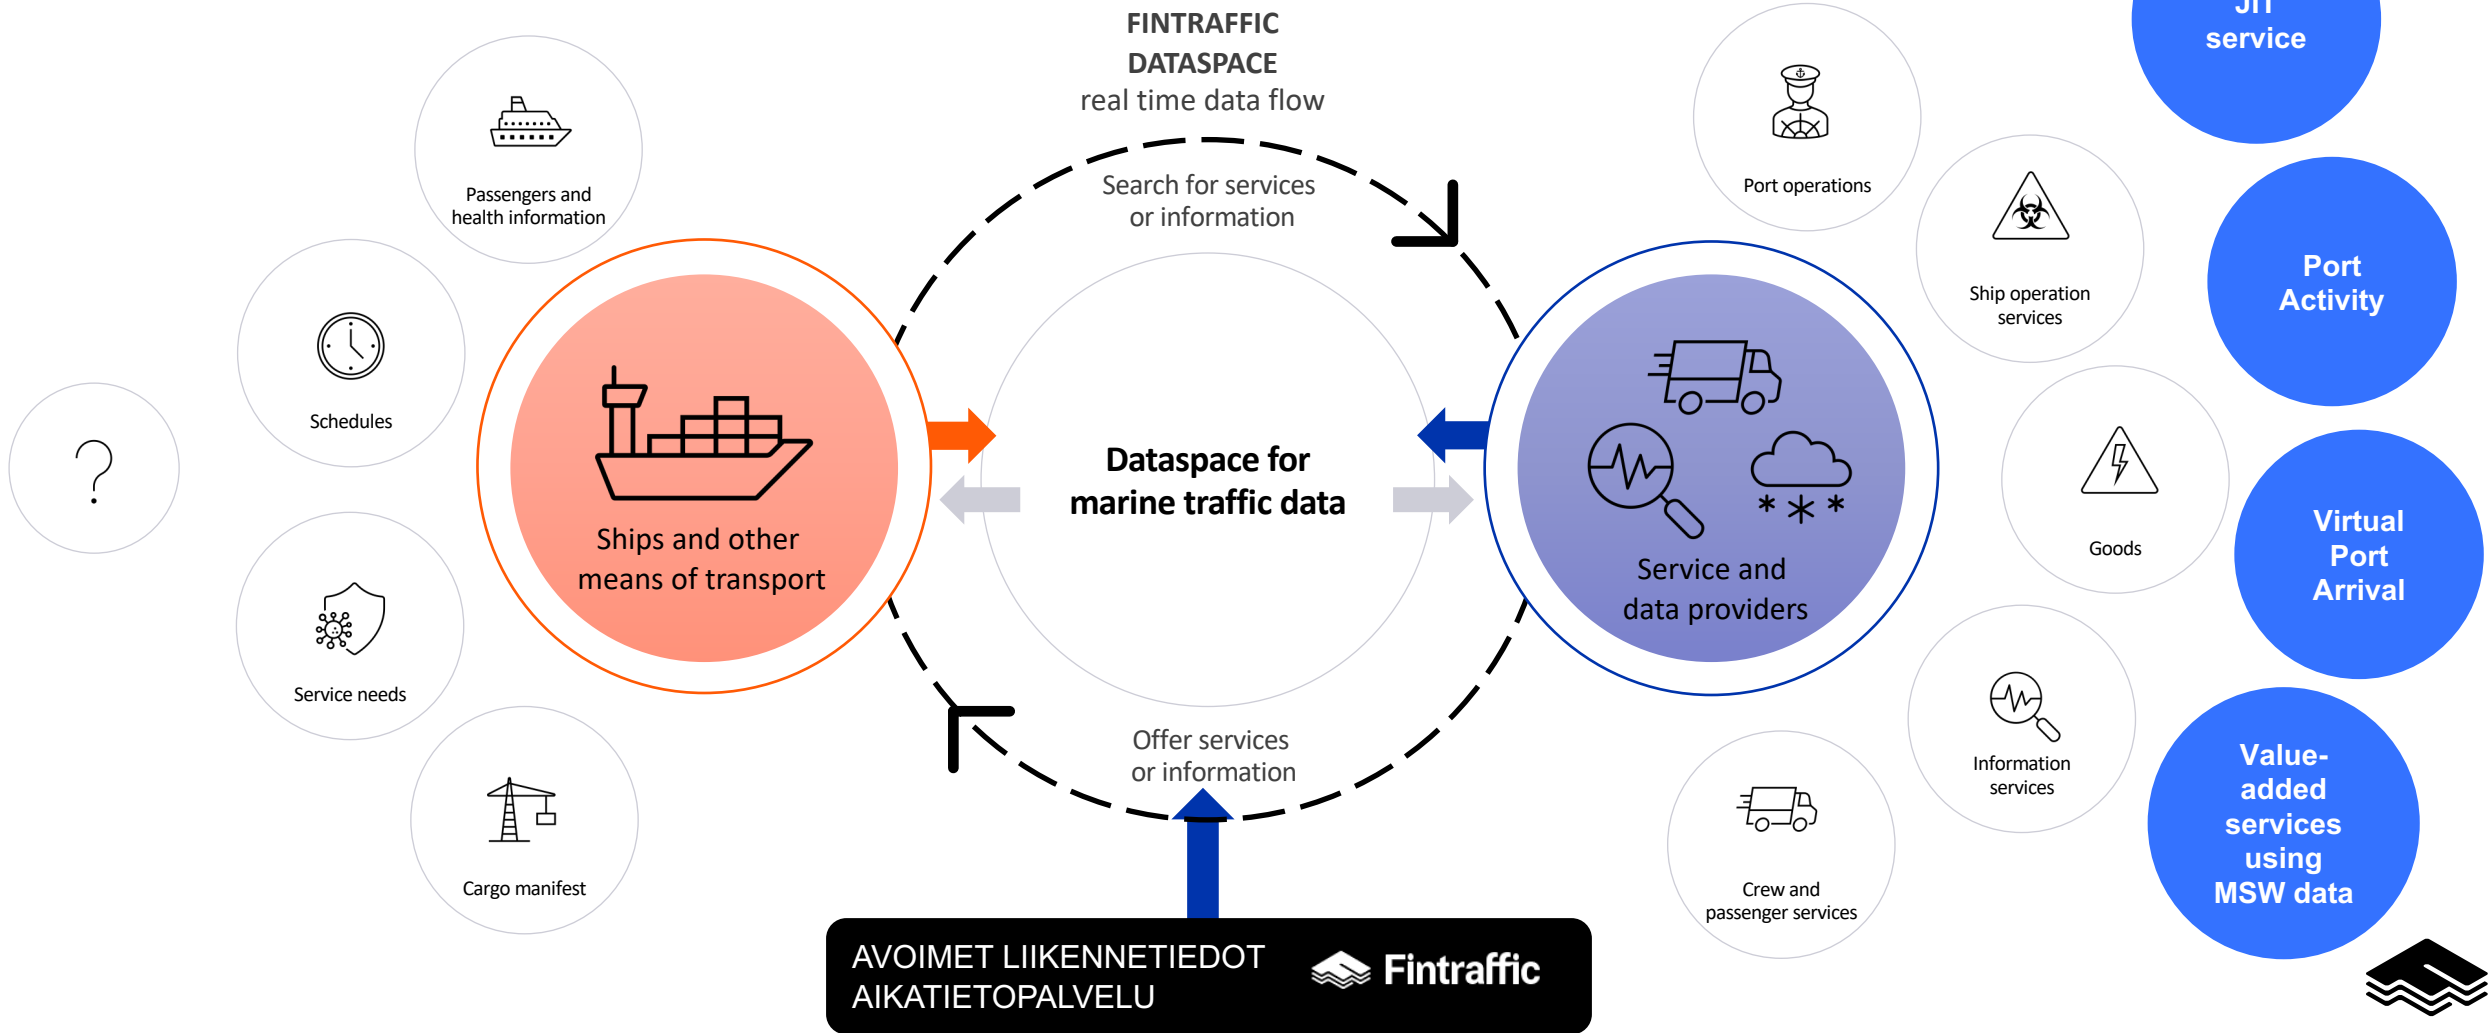 FINTRAFFIC
DATASPACE
real time data flow
Search for services
or information
Passengers and
health information
Schedules
?
Service needs
Cargo manifest
Ships and other
means of transport
Dataspace for
marine traffic data
Offer services
or information
Service and
data providers
Port operations
Ship operation
services
Goods
Information
services
Crew and
passenger services
JIT
service
Port
Activity
Virtual
Port
Arrival
Value-
added
services
using
MSW data
AVOIMET LIIKENNETIEDOT
AIKATIETOPALVELU
Fintraffic